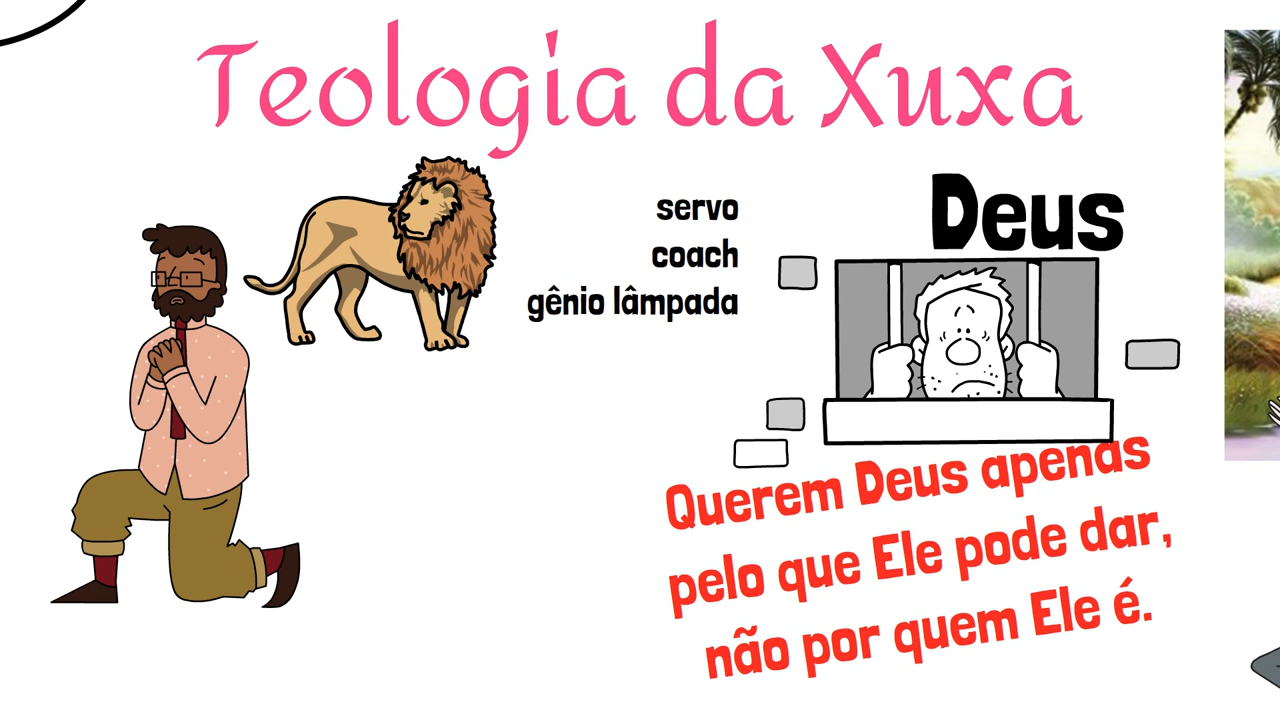 Teologia da Xuxa
servo
coach
gênio lâmpada
Deus
Querem Deus apenas
pelo que Ele pode dar,
não por quem Ele é.